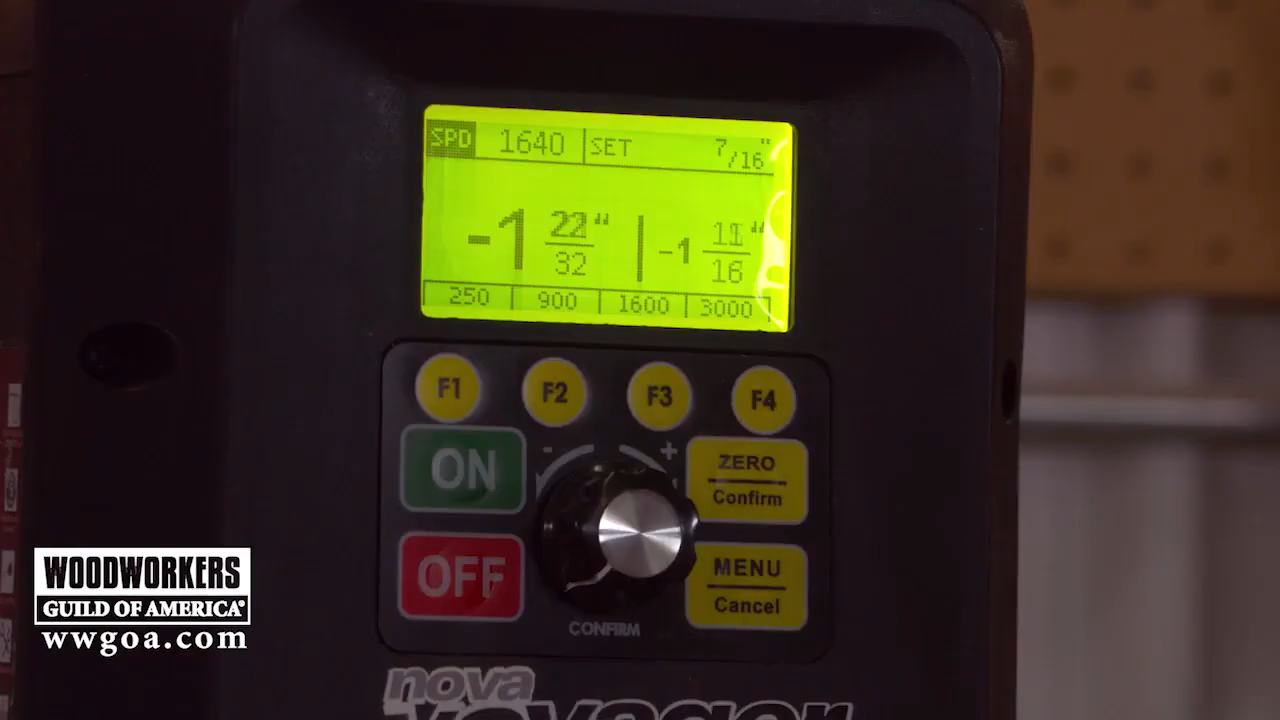 SPD 1640 SET 7/16"
-1 22/32" -1 11/16"
250 900 1600 3000
F1 F2 F3 F4
ON - + ZERO
Confirm
OFF MENU
Cancel
CONFIRM
nova
voyager
WOODWORKERS
GUILD OF AMERICA
wwgoa.com